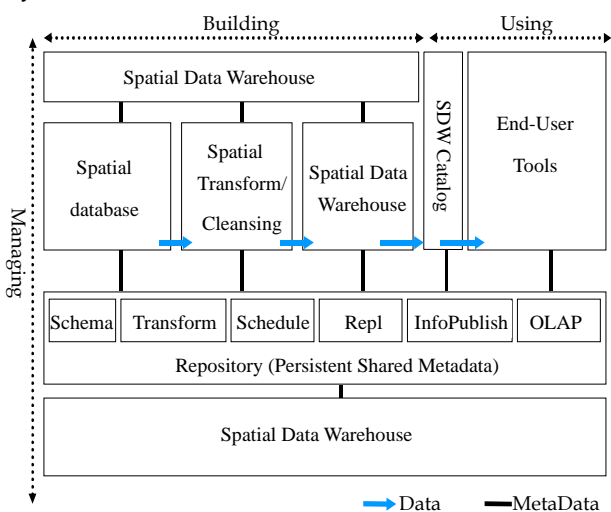 Building
Using
Managing
Spatial Data Warehouse
Spatial
database
Spatial
Transform/
Cleansing
Spatial Data
Warehouse
SDW Catalog
End-User
Tools
Schema
Transform
Schedule
Repl
InfoPublish
OLAP
Repository (Persistent Shared Metadata)
Spatial Data Warehouse
Data
MetaData